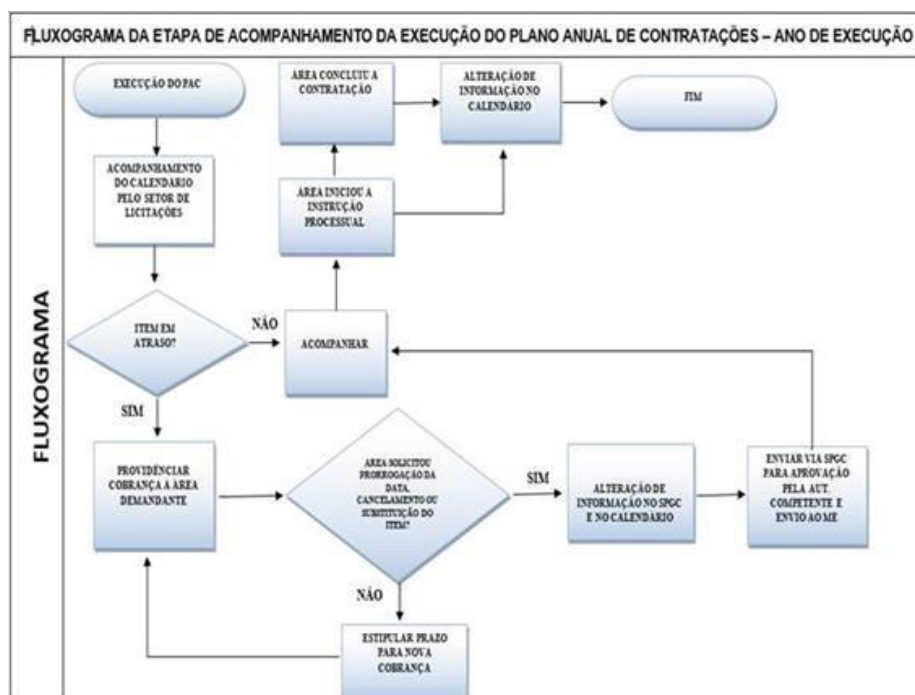 FLUXOGRAMA DA ETAPA DE ACOMPANHAMENTO DA EXECUÇÃO DO PLANO ANUAL DE CONTRATAÇÕES – ANO DE EXECUÇÃO
FLUXOGRAMA
EXECUÇÃO DO PAC
ACOMPANHAMENTO
DO CALENDÁRIO
PELO SETOR DE
LICITAÇÕES
ITEM EM
ATRASO?
NÃO
SIM
ACOMPANHAR
ÁREA INICIOU A
INSTRUÇÃO
PROCESSUAL
ÁREA CONCLUIU A
CONTRATAÇÃO
ALTERAÇÃO DE
INFORMAÇÃO NO
CALENDÁRIO
FIM
PROVIDÊNCIAR
COBRANÇA À ÁREA
DEMANDANTE
ÁREA SOLICITOU
PRORROGAÇÃO DA
DATA,
CANCELAMENTO OU
SUBSTITUIÇÃO DO
ITEM?
SIM
ALTERAÇÃO DE
INFORMAÇÃO NO SPGC
E NO CALENDÁRIO
ENVIAR VIA SPGC
PARA APROVAÇÃO
PELA AUT.
COMPETENTE E
ENVIO AO ME
NÃO
ESTIPULAR PRAZO
PARA NOVA
COBRANÇA